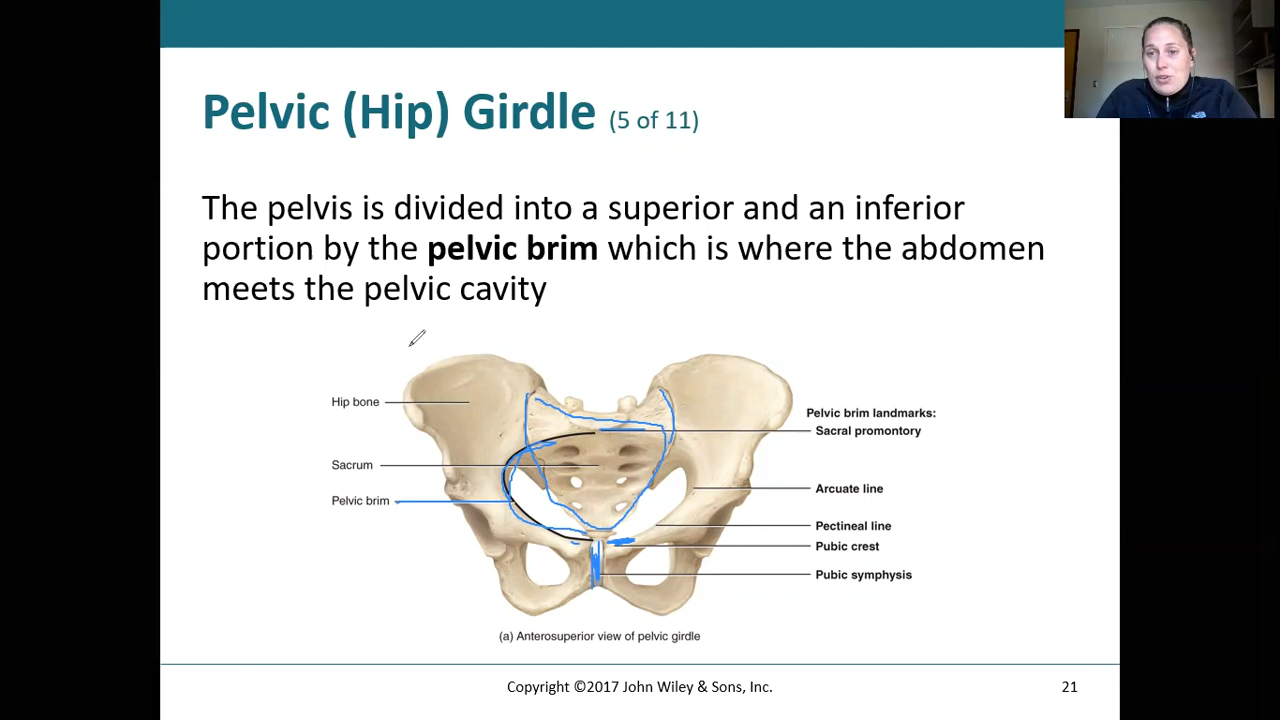 Pelvic (Hip) Girdle (5 of 11)
The pelvis is divided into a superior and an inferior
portion by the pelvic brim which is where the abdomen
meets the pelvic cavity
Hip bone
Sacrum
Pelvic brim
Pelvic brim landmarks:
Sacral promontory
Arcuate line
Pectineal line
Pubic crest
Pubic symphysis
(a) Anterosuperior view of pelvic girdle
Copyright ©2017 John Wiley & Sons, Inc.
21